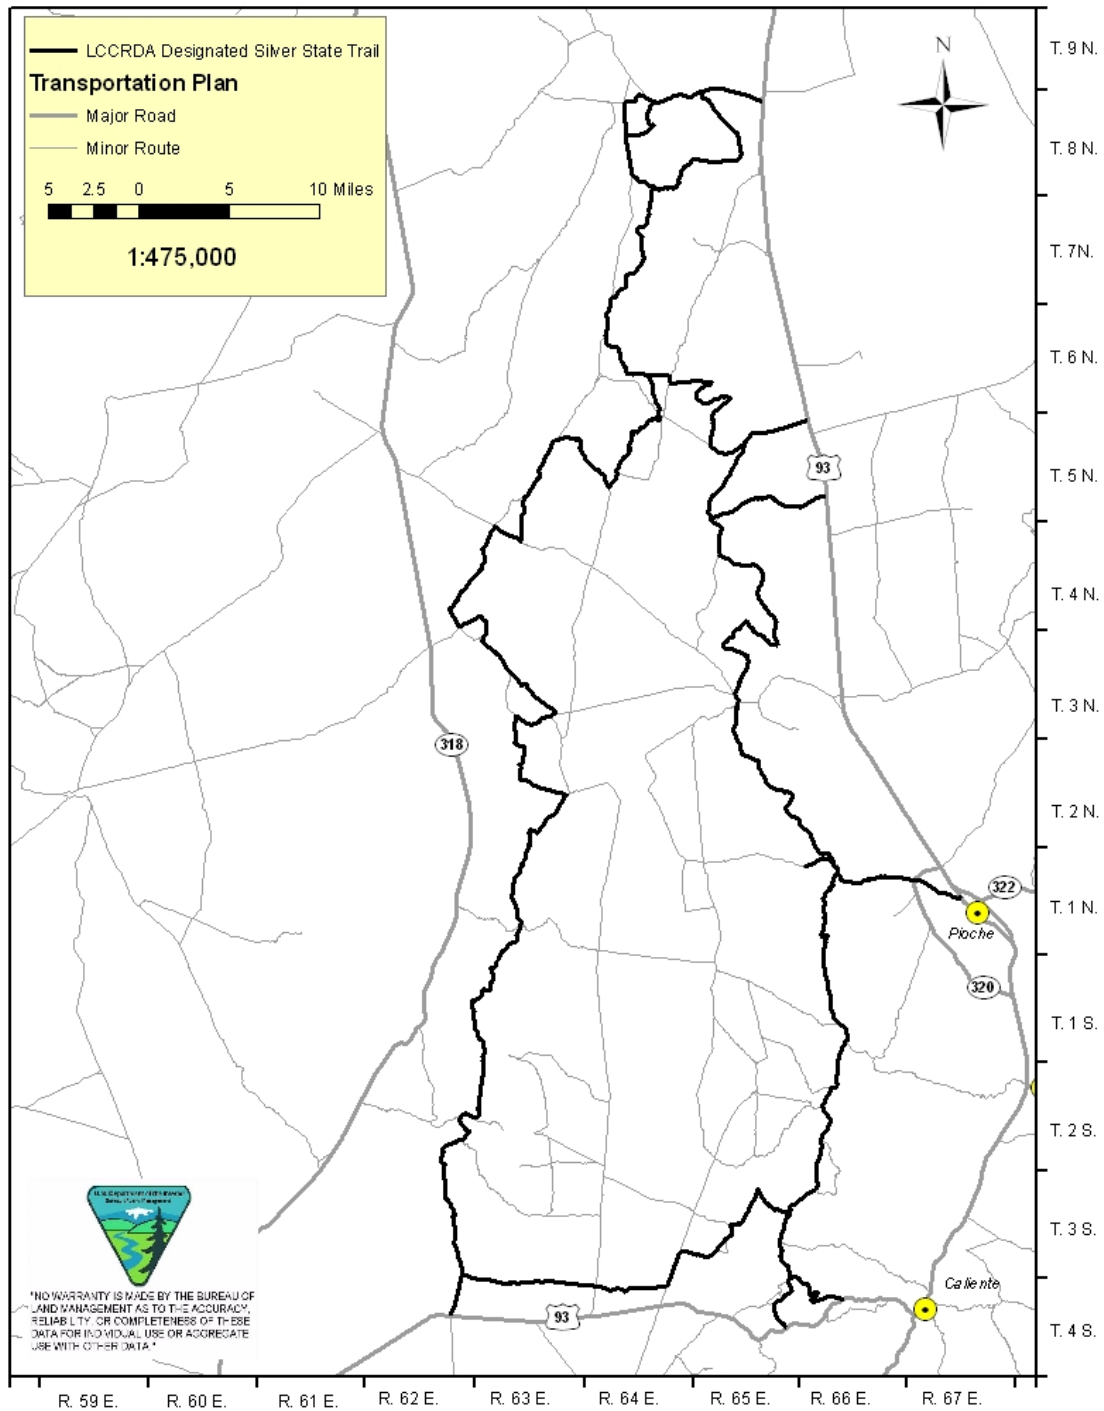 LCCRDA Designated Silver State Trail
Transportation Plan
Major Road
Minor Route
5 2.5 0 5 10 Miles
1:475,000
N
T. 9 N.
T. 8 N.
T. 7N.
T. 6 N.
T. 5 N.
T. 4 N.
T. 3 N.
T. 2 N.
T. 1 N.
T. 1 S.
T. 2 S.
T. 3 S.
T. 4 S.
93
318
322
Pioche
320
Caliente
93
"NO WARRANTY IS MADE BY THE BUREAU OF
LAND MANAGEMENT AS TO THE ACCURACY,
RELIABILTY, OR COMPLETENESS OF THESE
DATA FOR INDIVIDUAL USE OR AGGREGATE
USE WITH OTHER DATA."
R. 59 E. R. 60 E. R. 61 E. R. 62 E. R. 63 E. R. 64 E. R. 65 E. R. 66 E. R. 67 E.